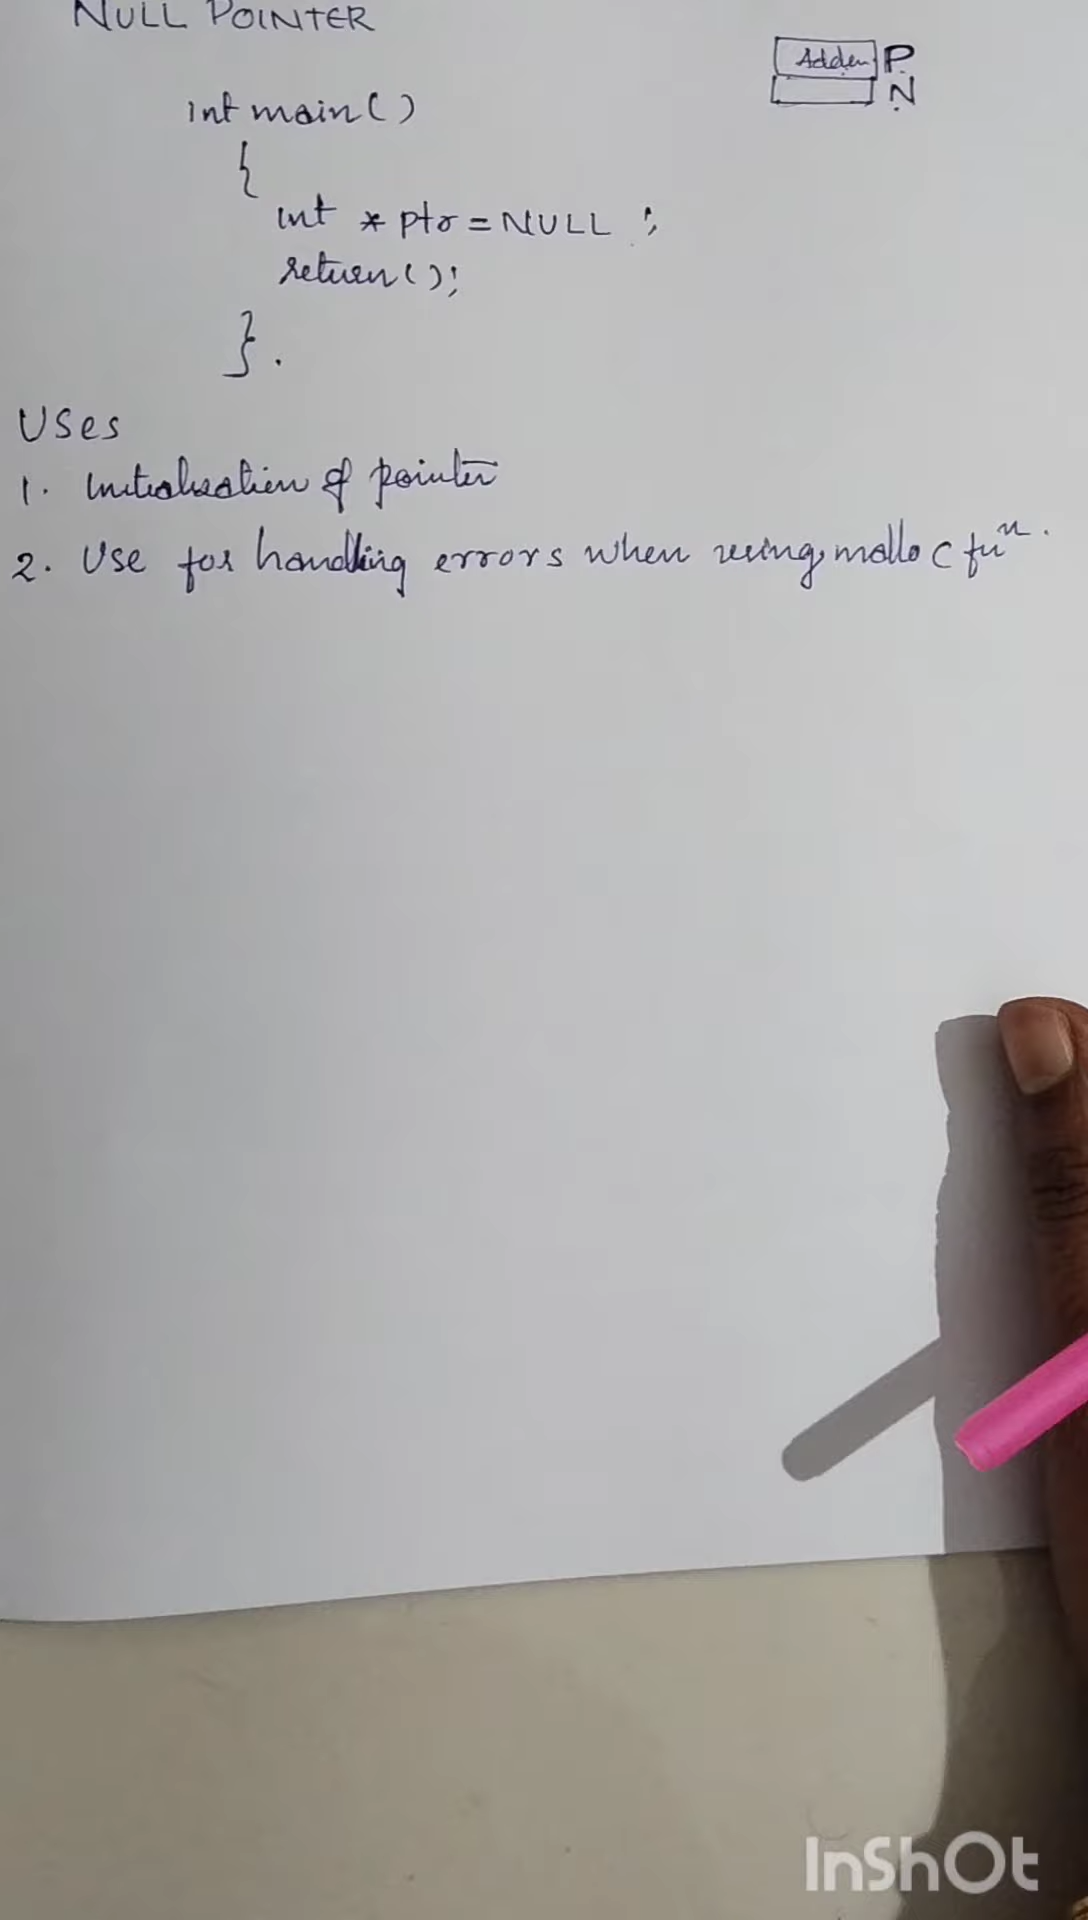 NULL POINTER
Adden P
N
int main()
{
int *ptr = NULL ;
return();
}.
Uses
1. Initialisation of pointer
2. Use for handling errors when using malloc fuⁿ.
InShOt